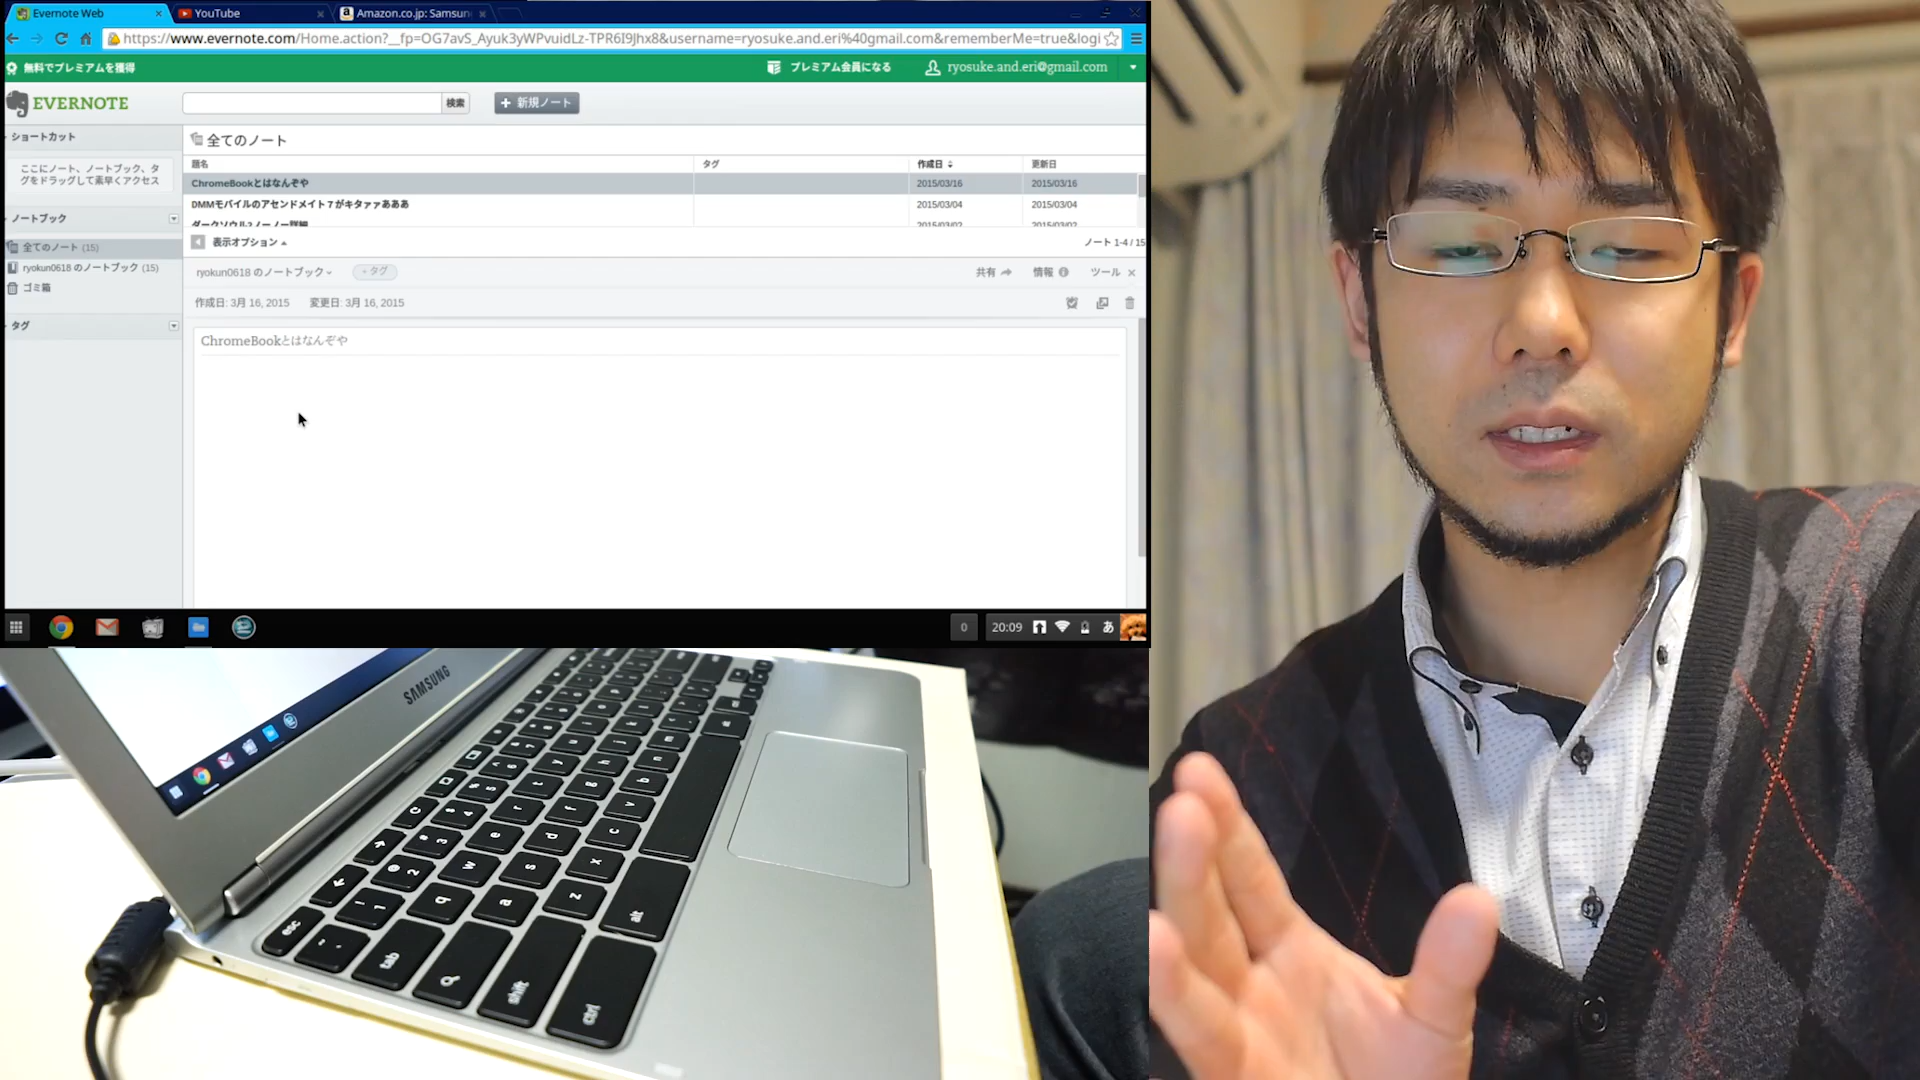 Evernote Web
YouTube
Amazon.co.jp: Samsun
https://www.evernote.com/Home.action?__fp=OG7avS_Ayuk3yWPvuidLz-TPR6I9Jhx8&username=ryosuke.and.eri%40gmail.com&rememberMe=true&logi
無料でプレミアムを獲得
プレミアム会員になる
ryosuke.and.eri@gmail.com
EVERNOTE
検索
+ 新規ノート
ショートカット
ここにノート、ノートブック、タ
グをドラッグして素早くアクセス
ノートブック
全てのノート (15)
ryokun0618 のノートブック (15)
ゴミ箱
タグ
全てのノート
題名 タグ 作成日 更新日
ChromeBookとはなんぞや 2015/03/16 2015/03/16
DMMモバイルのアセンドメイト7がキタァァあああ 2015/03/04 2015/03/04
2015/03/02 2015/03/02
表示オプション
ノート 1-4 / 15
ryokun0618 のノートブック
+ タグ
共有 情報 ツール
作成日: 3月 16, 2015 変更日: 3月 16, 2015
ChromeBookとはなんぞや
0
20:09
あ
SAMSUNG
esc
! 1
@ 2
# 3
tab
q
w
e
r
t
y
a
s
d
f
g
h
shift
z
x
c
v
b
n
ctrl
alt